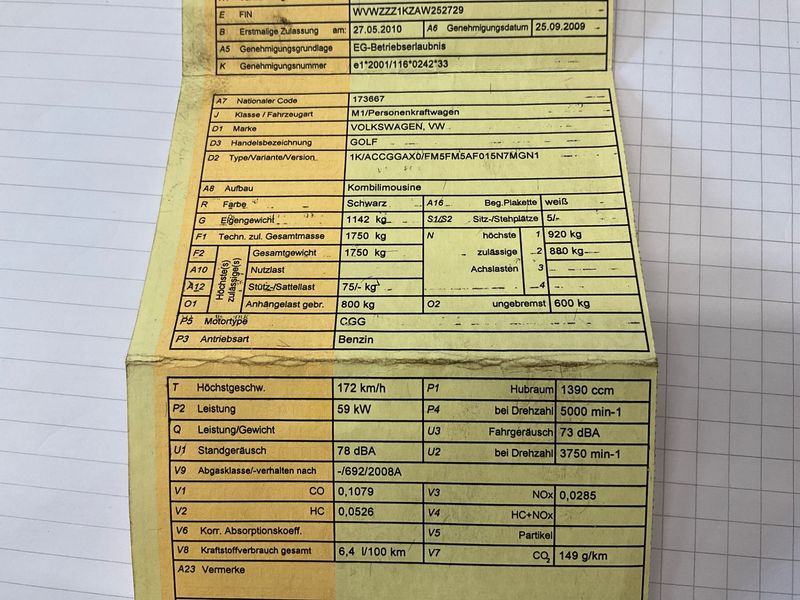 E FIN WVWZZZ1KZAW252729
B Erstmalige Zulassung am: 27.05.2010 A6 Genehmigungsdatum 25.09.2009
A5 Genehmigungsgrundlage EG-Betriebserlaubnis
K Genehmigungsnummer e1*2001/116*0242*33
A7 Nationaler Code 173667
J Klasse / Fahrzeugart M1/Personenkraftwagen
D1 Marke VOLKSWAGEN, VW
D3 Handelsbezeichnung GOLF
D2 Type/Variante/Version 1K/ACCGGAX0/FM5FM5AF015N7MGN1
A8 Aufbau Kombilimousine
R Farbe Schwarz A16 Beg.Plakette weiß
G Eigengewicht 1142 kg S1/S2 Sitz-/Stehplätze 5/-
F1 Techn. zul. Gesamtmasse 1750 kg N höchste 1 920 kg
F2 Höchste(s) zulässige(s) Gesamtgewicht 1750 kg zulässige 2 880 kg
A10 Nutzlast Achslasten 3
A12 Stütz-/Sattellast 75/- kg 4
O1 Anhängelast gebr. 800 kg O2 ungebremst 600 kg
P5 Motortype CGG
P3 Antriebsart Benzin
T Höchstgeschw. 172 km/h P1 Hubraum 1390 ccm
P2 Leistung 59 kW P4 bei Drehzahl 5000 min-1
Q Leistung/Gewicht U3 Fahrgeräusch 73 dBA
U1 Standgeräusch 78 dBA U2 bei Drehzahl 3750 min-1
V9 Abgasklasse/-verhalten nach -/692/2008A
V1 CO 0,1079 V3 NOx 0,0285
V2 HC 0,0526 V4 HC+NOx
V6 Korr. Absorptionskoeff. V5 Partikel
V8 Kraftstoffverbrauch gesamt 6,4 l/100 km V7 CO2 149 g/km
A23 Vermerke